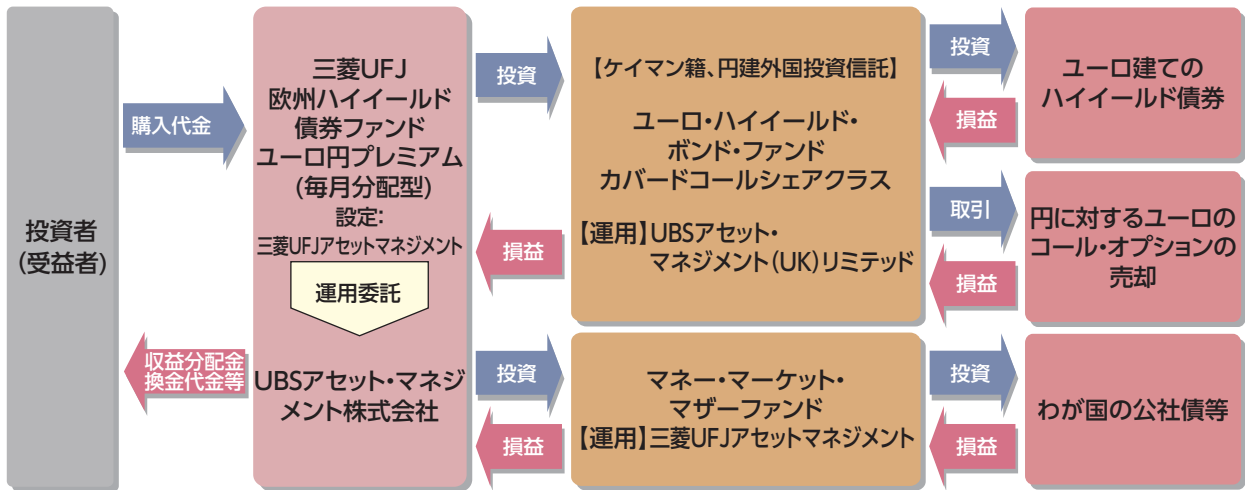 投資者
(受益者)
購入代金
収益分配金
換金代金等
三菱UFJ
欧州ハイイールド
債券ファンド
ユーロ円プレミアム
(毎月分配型)
設定:
三菱UFJアセットマネジメント
運用委託
UBSアセット・マネジ
メント株式会社
投資
損益
投資
損益
【ケイマン籍、円建外国投資信託】
ユーロ・ハイイールド・
ボンド・ファンド
カバードコールシェアクラス
【運用】UBSアセット・
マネジメント(UK)リミテッド
マネー・マーケット・
マザーファンド
【運用】三菱UFJアセットマネジメント
投資
損益
取引
損益
投資
損益
ユーロ建ての
ハイイールド債券
円に対するユーロの
コール・オプションの
売却
わが国の公社債等